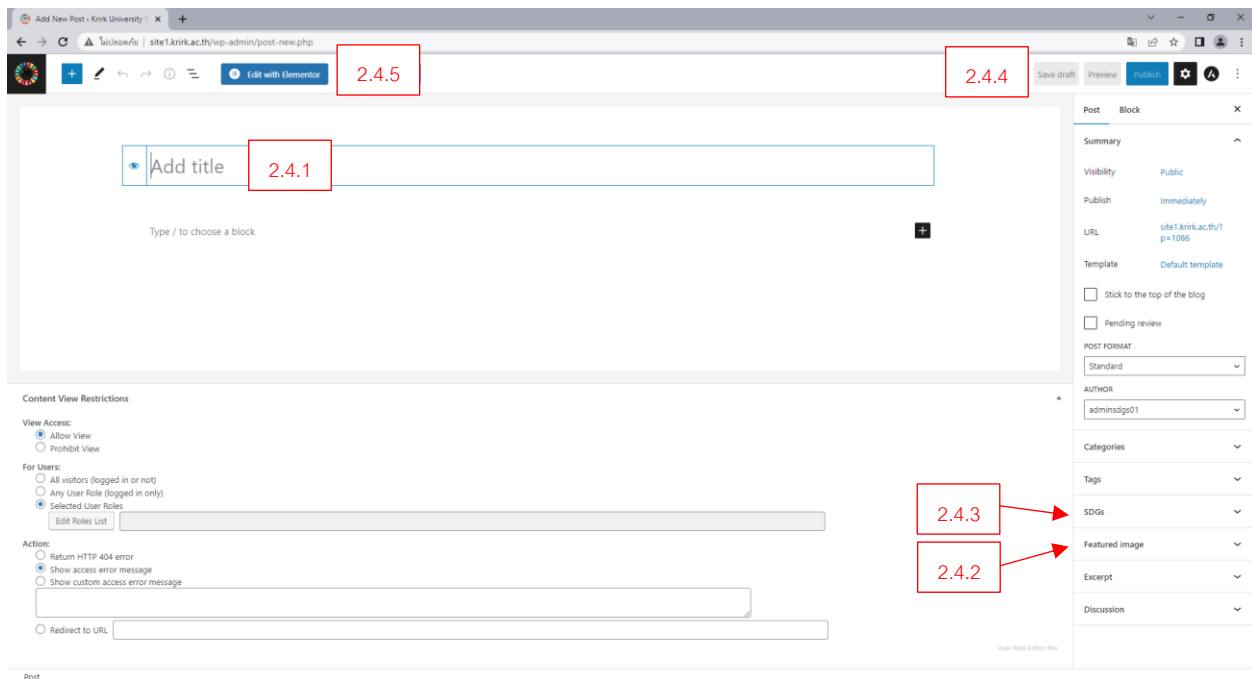 Add New Post ‹ Krirk University S
ไม่ปลอดภัย | site1.krirk.ac.th/wp-admin/post-new.php
Edit with Elementor
2.4.5
2.4.4
Save draft
Preview
Publish
Add title
2.4.1
Type / to choose a block
Post
Block
Summary
Visibility
Public
Publish
Immediately
URL
site1.krirk.ac.th/?
p=1086
Template
Default template
Stick to the top of the blog
Pending review
POST FORMAT
Standard
AUTHOR
adminsdgs01
Categories
Tags
2.4.3
SDGs
Featured image
2.4.2
Excerpt
Discussion
Content View Restrictions
View Access:
Allow View
Prohibit View
For Users:
All visitors (logged in or not)
Any User Role (logged in only)
Selected User Roles
Edit Roles List
Action:
Return HTTP 404 error
Show access error message
Show custom access error message
Redirect to URL
User Role Editor Pro
Post